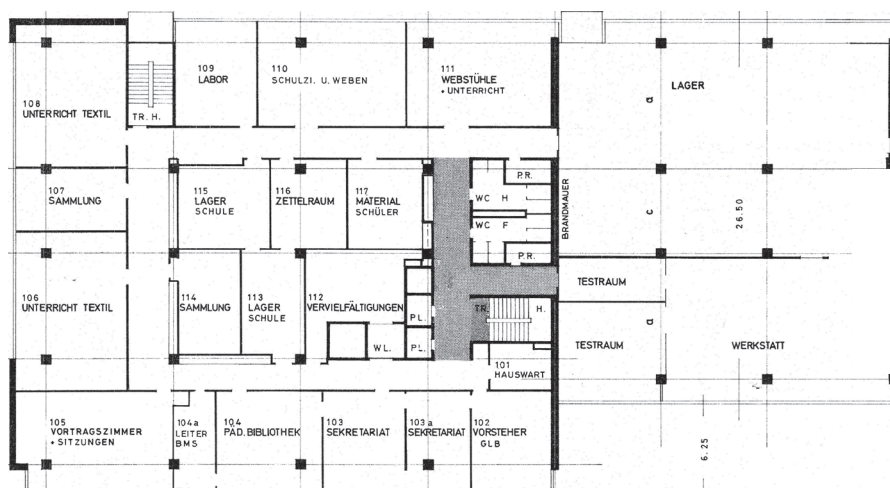 109
LABOR
110
SCHULZI. U. WEBEN
111
WEBSTÜHLE
+ UNTERRICHT
LAGER
a
108
UNTERRICHT TEXTIL
TR. H.
107
SAMMLUNG
115
LAGER
SCHULE
116
ZETTELRAUM
117
MATERIAL
SCHÜLER
P.R.
WC H
WC F
P.R.
BRANDMAUER
c
26.50
106
UNTERRICHT TEXTIL
114
SAMMLUNG
113
LAGER
SCHULE
112
VERVIELFÄLTIGUNGEN
PL.
PL.
WL.
TR. H.
TESTRAUM
a
TESTRAUM
WERKSTATT
101
HAUSWART
105
VORTRAGSZIMMER
+ SITZUNGEN
104a
LEITER
BMS
104
PÄD. BIBLIOTHEK
103
SEKRETARIAT
103a
SEKRETARIAT
102
VORSTEHER
GLB
6.25